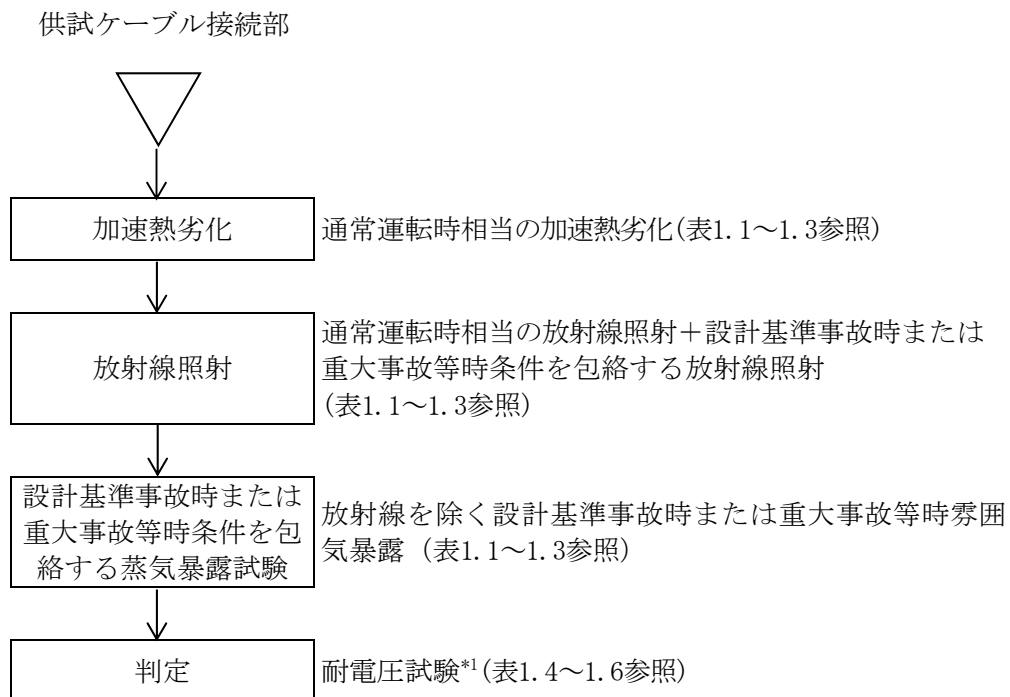 供試ケーブル接続部
加速熱劣化
通常運転時相当の加速熱劣化(表1.1～1.3参照)
放射線照射
通常運転時相当の放射線照射＋設計基準事故時または
重大事故等時条件を包絡する放射線照射
(表1.1～1.3参照)
設計基準事故時または
重大事故等時条件を包
絡する蒸気暴露試験
放射線を除く設計基準事故時または重大事故等時雰囲
気暴露 (表1.1～1.3参照)
判定
耐電圧試験*1(表1.4～1.6参照)